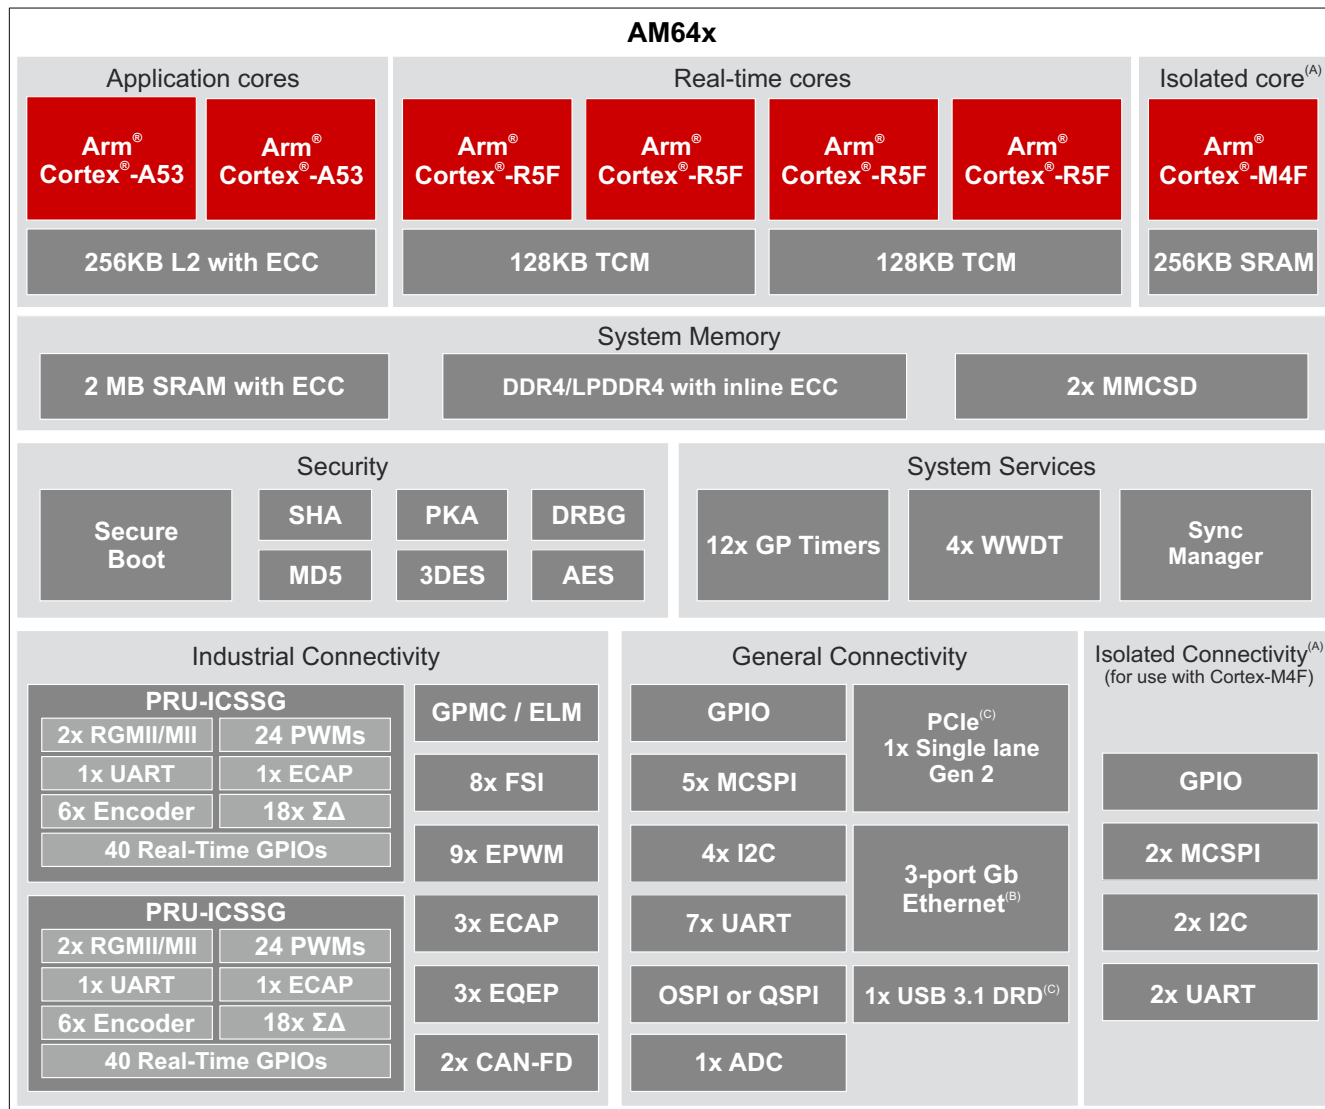 AM64x
Application cores
Arm®
Cortex®-A53
Arm®
Cortex®-A53
256KB L2 with ECC
Real-time cores
Arm®
Cortex®-R5F
Arm®
Cortex®-R5F
Arm®
Cortex®-R5F
Arm®
Cortex®-R5F
128KB TCM
128KB TCM
Isolated core(A)
Arm®
Cortex®-M4F
256KB SRAM
System Memory
2 MB SRAM with ECC
DDR4/LPDDR4 with inline ECC
2x MMCSD
Security
Secure
Boot
SHA
PKA
DRBG
MD5
3DES
AES
System Services
12x GP Timers
4x WWDT
Sync
Manager
Industrial Connectivity
PRU-ICSSG
2x RGMII/MII
24 PWMs
1x UART
1x ECAP
6x Encoder
18x ΣΔ
40 Real-Time GPIOs
PRU-ICSSG
2x RGMII/MII
24 PWMs
1x UART
1x ECAP
6x Encoder
18x ΣΔ
40 Real-Time GPIOs
GPMC / ELM
8x FSI
9x EPWM
3x ECAP
3x EQEP
2x CAN-FD
General Connectivity
GPIO
5x MCSPI
4x I2C
7x UART
OSPI or QSPI
1x ADC
PCIe(C)
1x Single lane
Gen 2
3-port Gb
Ethernet(B)
1x USB 3.1 DRD(C)
Isolated Connectivity(A)
(for use with Cortex-M4F)
GPIO
2x MCSPI
2x I2C
2x UART